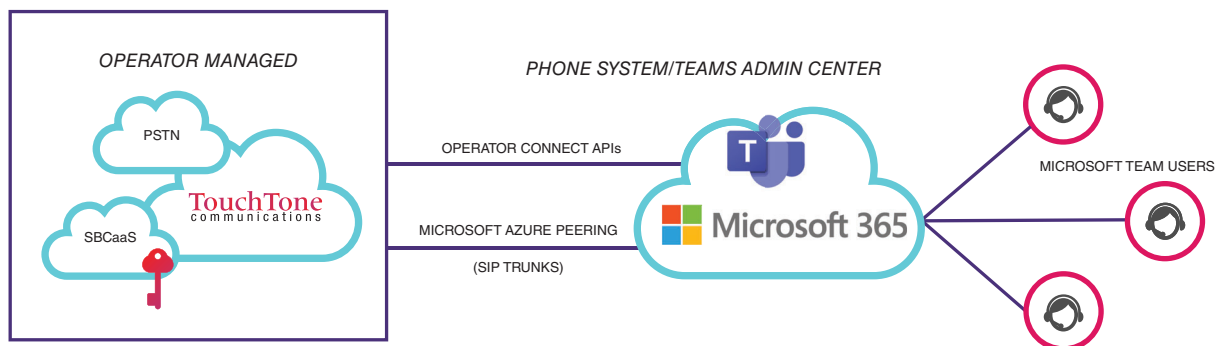 OPERATOR MANAGED
PSTN
TouchTone
communications
SBCaaS
OPERATOR CONNECT APIs
MICROSOFT AZURE PEERING
(SIP TRUNKS)
PHONE SYSTEM/TEAMS ADMIN CENTER
T
Microsoft 365
MICROSOFT TEAM USERS